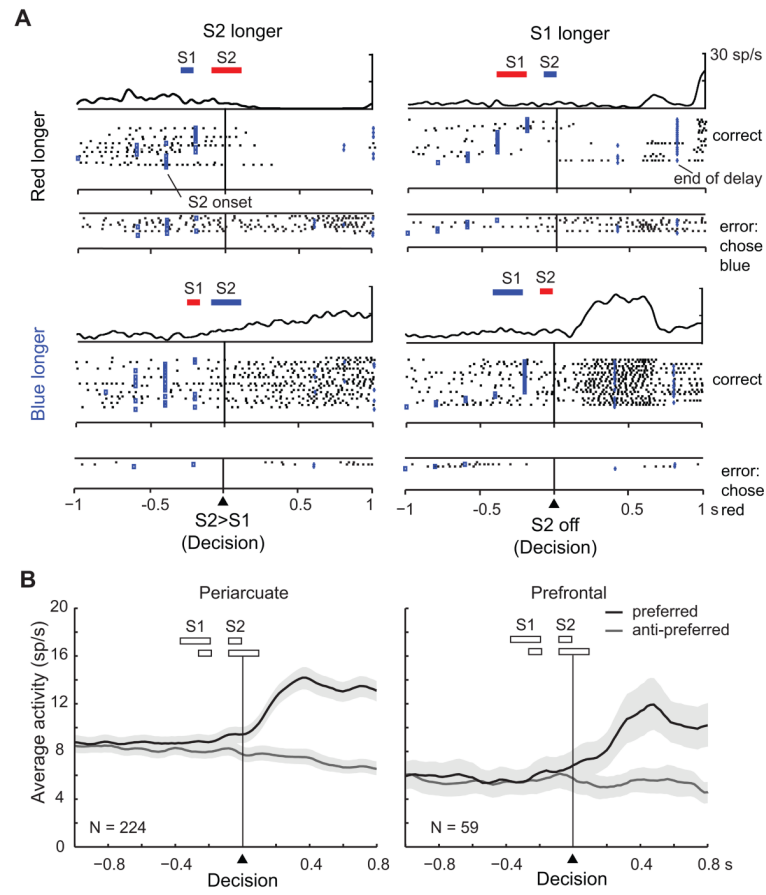 A
S2 longer
S1 longer
S1 S2
S1 S2
30 sp/s
Red longer
correct
S2 onset
end of delay
error:
chose
blue
S1 S2
S1 S2
Blue longer
correct
error:
chose
red
−1 -0.5 0 0.5 1
−1 -0.5 0 0.5 1 s
S2>S1
(Decision)
S2 off
(Decision)
B
Periarcuate
Prefrontal
20
16
12
8
4
0
Average activity (sp/s)
S1 S2
S1 S2
preferred
anti-preferred
N = 224
N = 59
−0.8 −0.4 0 0.4 0.8
−0.8 −0.4 0 0.4 0.8 s
Decision
Decision